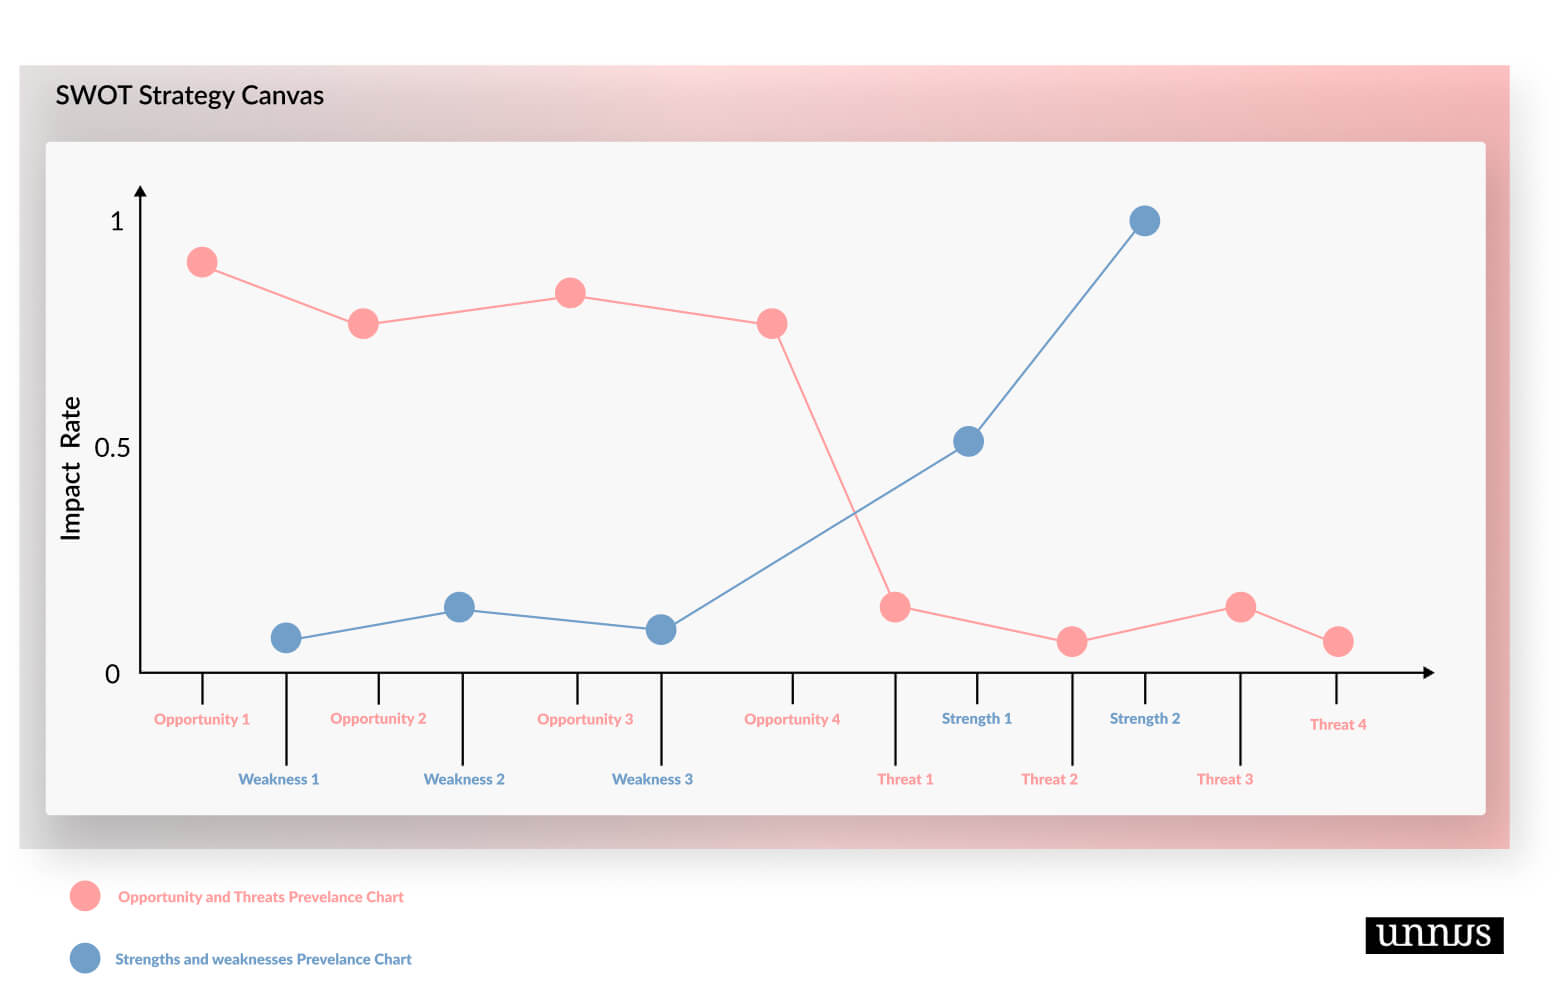 SWOT Strategy Canvas
1
0.5
0
Impact Rate
Opportunity 1
Opportunity 2
Opportunity 3
Opportunity 4
Strength 1
Strength 2
Threat 4
Weakness 1
Weakness 2
Weakness 3
Threat 1
Threat 2
Threat 3
Opportunity and Threats Prevelance Chart
Strengths and weaknesses Prevelance Chart
unnus